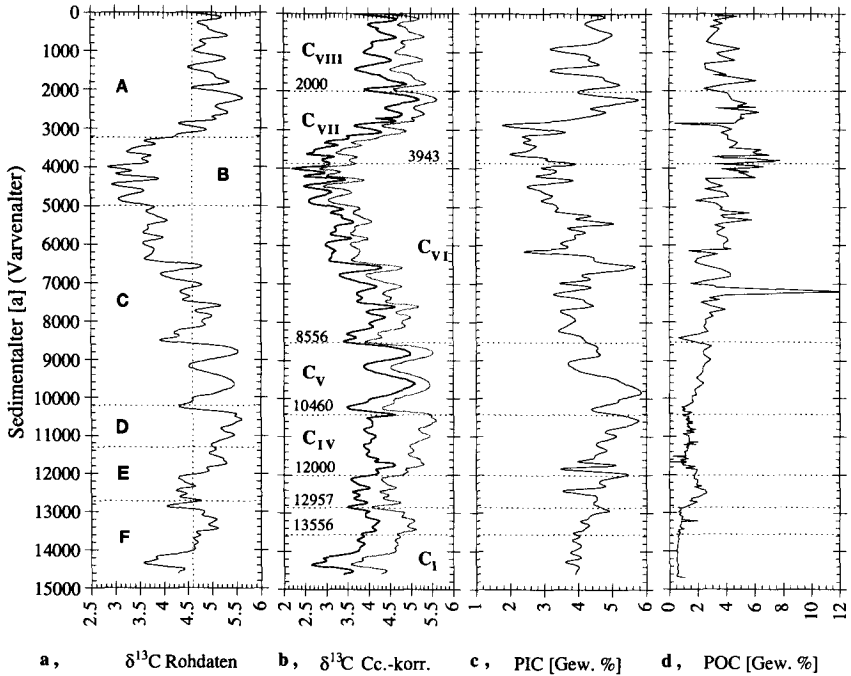 Sedimentalter [a] (Varvenalter)
0
1000
2000
3000
4000
5000
6000
7000
8000
9000
10000
11000
12000
13000
14000
15000
A
B
C
D
E
F
2.5 3 3.5 4 4.5 5 5.5 6
a, δ¹³C Rohdaten
C_VIII
2000
C_VII
3943
C_VI
8556
C_V
10460
C_IV
12000
12957
13556
C_I
2 2.5 3 3.5 4 4.5 5 5.5 6
b, δ¹³C Cc.-korr.
1 2 3 4 5 6
c, PIC [Gew. %]
0 2 4 6 8 10 12
d, POC [Gew. %]